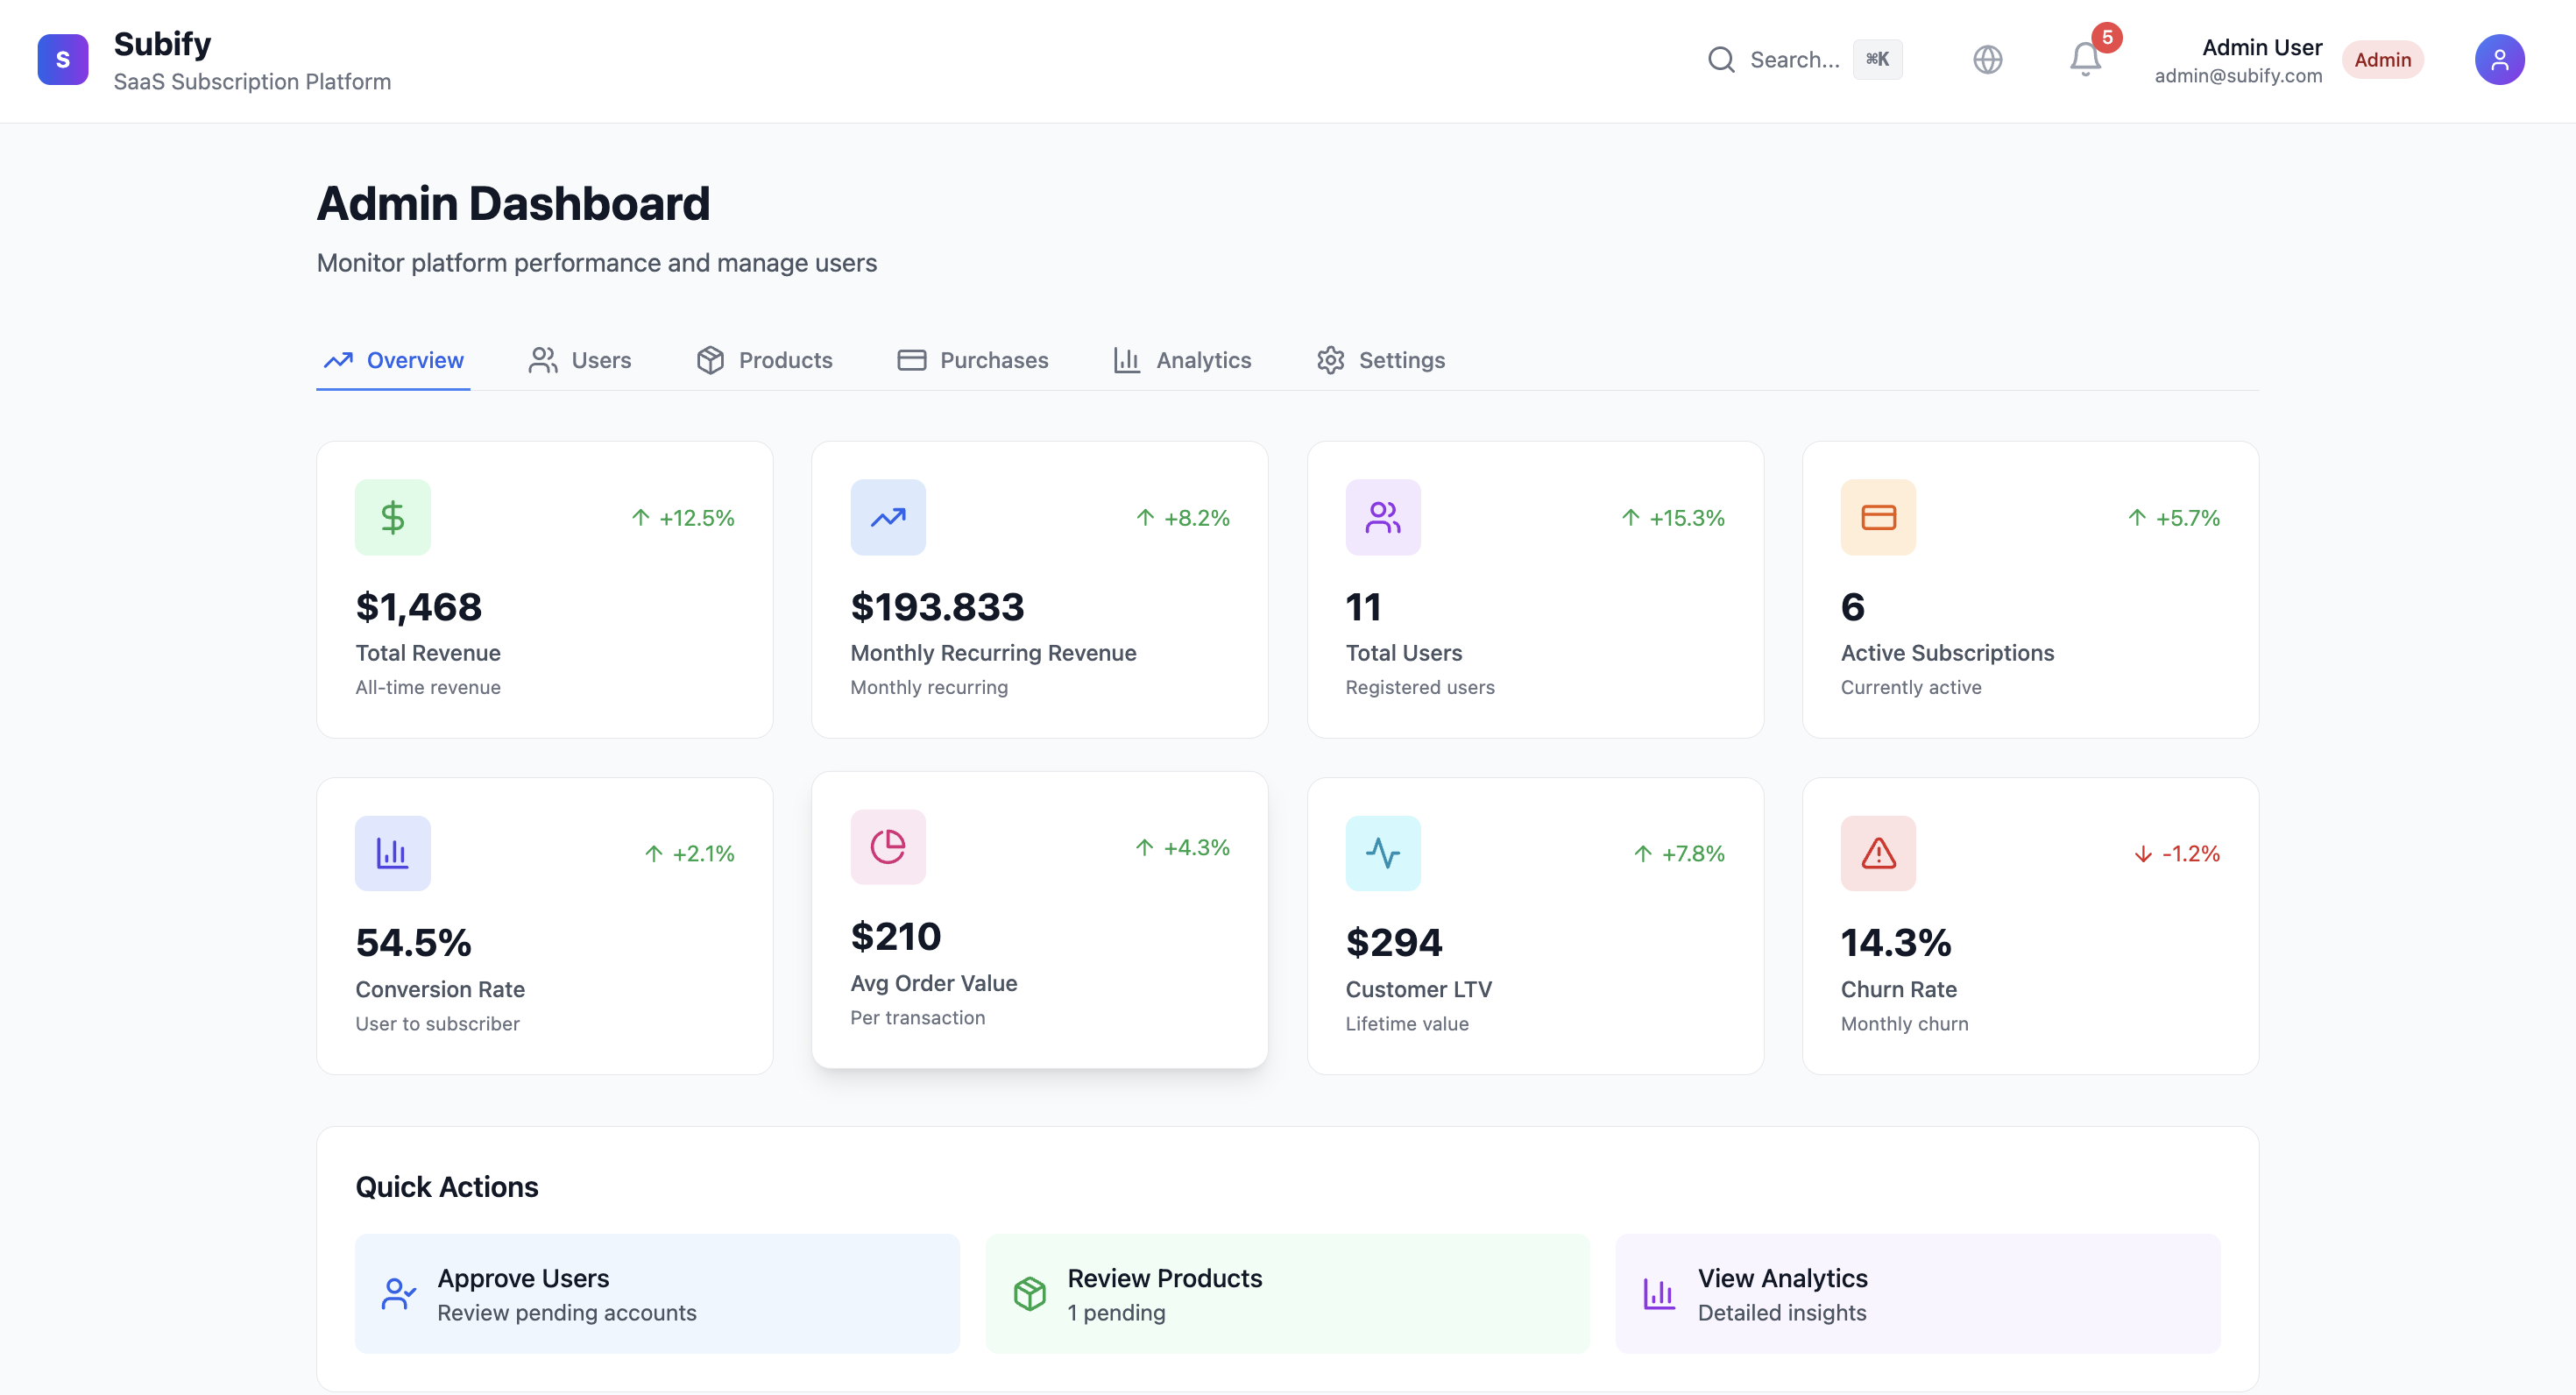 S
Subify
SaaS Subscription Platform
Search...
⌘K
5
Admin User
admin@subify.com
Admin
Admin Dashboard
Monitor platform performance and manage users
Overview
Users
Products
Purchases
Analytics
Settings
+12.5%
$1,468
Total Revenue
All-time revenue
+8.2%
$193.833
Monthly Recurring Revenue
Monthly recurring
+15.3%
11
Total Users
Registered users
+5.7%
6
Active Subscriptions
Currently active
+2.1%
54.5%
Conversion Rate
User to subscriber
+4.3%
$210
Avg Order Value
Per transaction
+7.8%
$294
Customer LTV
Lifetime value
-1.2%
14.3%
Churn Rate
Monthly churn
Quick Actions
Approve Users
Review pending accounts
Review Products
1 pending
View Analytics
Detailed insights